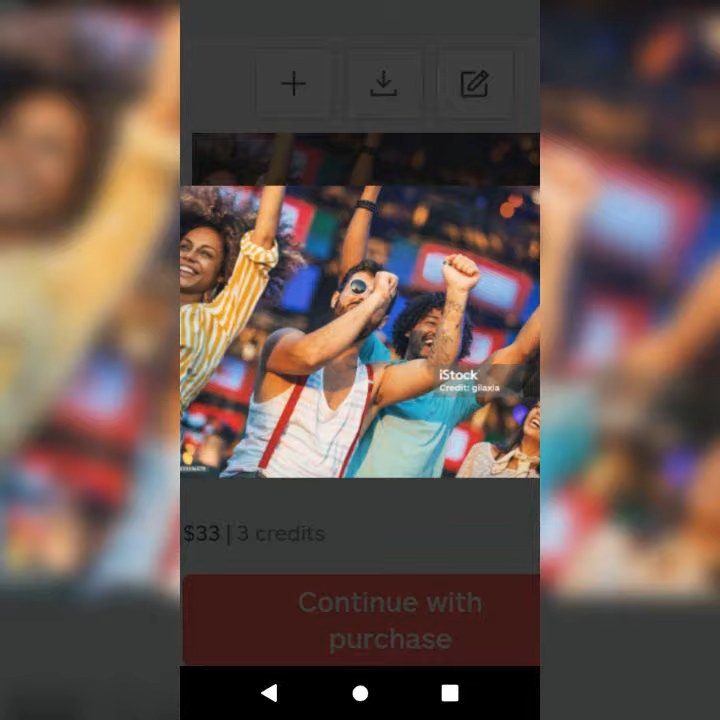 iStock
Credit: gilaxia
$33 | 3 credits
Continue with
purchase